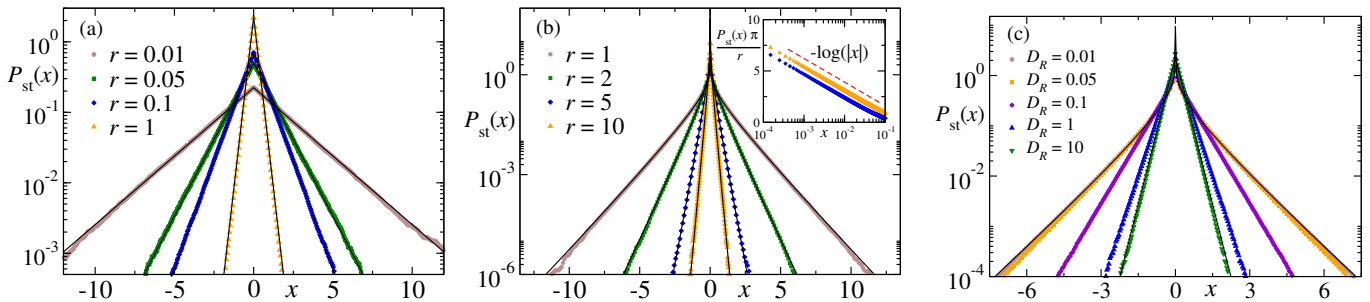 (a)
P_st(x)
r = 0.01
r = 0.05
r = 0.1
r = 1
10^0
10^-1
10^-2
10^-3
-10 -5 0 5 10
x
(b)
P_st(x)
r = 1
r = 2
r = 5
r = 10
10^0
10^-3
10^-6
-10 -5 0 5 10
x
P_st(x) π
r
-log(|x|)
10
5
0
10^-4 10^-3 10^-2 10^-1
x
(c)
P_st(x)
D_R = 0.01
D_R = 0.05
D_R = 0.1
D_R = 1
D_R = 10
10^0
10^-2
10^-4
-6 -3 0 3 6
x